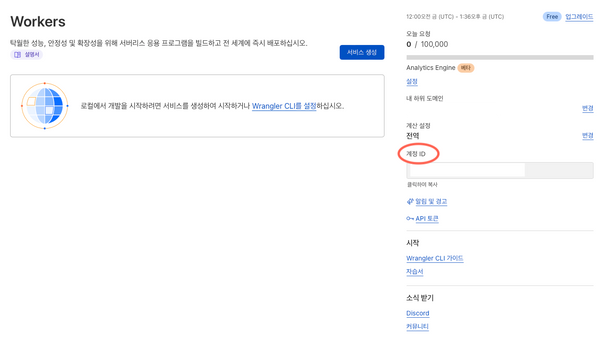 Workers
탁월한 성능, 안정성 및 확장성을 위해 서버리스 응용 프로그램을 빌드하고 전 세계에 즉시 배포하십시오.
설명서
서비스 생성
로컬에서 개발을 시작하려면 서비스를 생성하여 시작하거나 Wrangler CLI를 설정하십시오.
12:00오전 금 (UTC) - 1:36오후 금 (UTC)
Free 업그레이드
오늘 요청
0 / 100,000
Analytics Engine 베타
설정
내 하위 도메인
변경
계산 설정
전역 변경
계정 ID
클릭하여 복사
알림 및 경고
API 토큰
시작
Wrangler CLI 가이드
자습서
소식 받기
Discord
커뮤니티